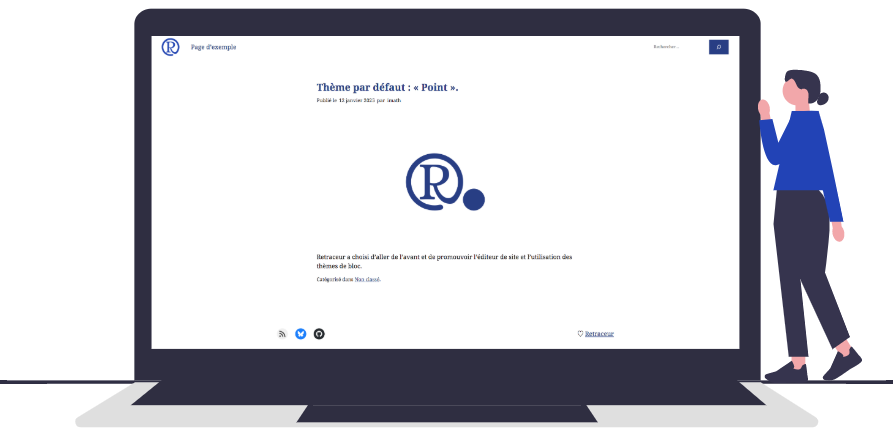 R
Page d'exemple
Rechercher...
Thème par défaut : « Point ».
Publié le 12 janvier 2025 par imath
R
Retraceur a choisi d'aller de l'avant et de promouvoir l'éditeur de site et l'utilisation des
thèmes de bloc.
Catégorisé dans Non classé.
♡ Retraceur